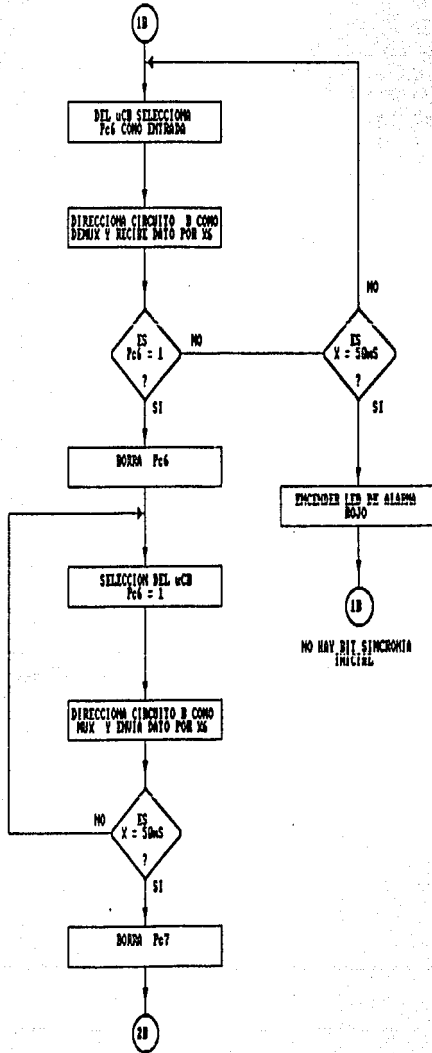 1B
DEL uCB SELECCIONA
Pc6 COMO ENTRADA
DIRECCIONA CIRCUITO B COMO
DEMUX Y RECIBE DATO POR X6
ES
Pc6 = 1
?
NO
SI
ES
X = 50mS
?
NO
SI
BORRA Pc6
ENCENDER LED DE ALARMA
ROJO
1B
NO HAY BIT SINCRONIA
INICIAL
SELECCION DEL uCB
Pc6 = 1
DIRECCIONA CIRCUITO B COMO
MUX Y ENVIA DATO POR X6
ES
X = 50mS
?
NO
SI
BORRA Pc7
2B